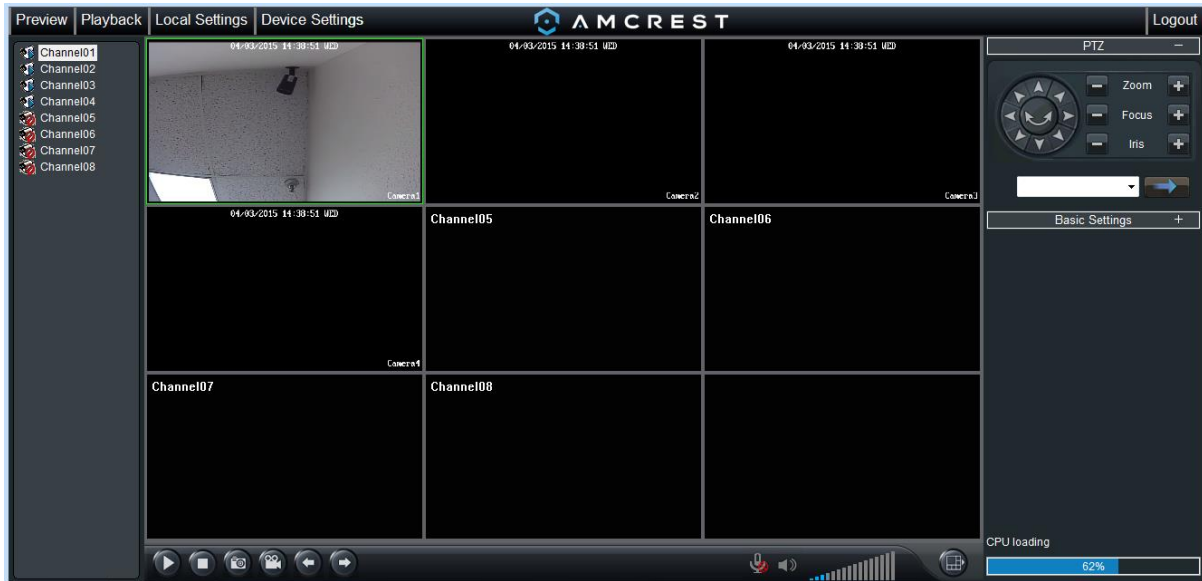 Preview Playback Local Settings Device Settings AMCREST Logout
Channel01
Channel02
Channel03
Channel04
Channel05
Channel06
Channel07
Channel08
04/03/2015 14:38:51 WED
Camera1
04/03/2015 14:38:51 WED
Camera2
04/03/2015 14:38:51 WED
Camera3
04/03/2015 14:38:51 WED
Camera4
Channel05
Channel06
Channel07
Channel08
PTZ
Zoom
Focus
Iris
Basic Settings
CPU loading
62%